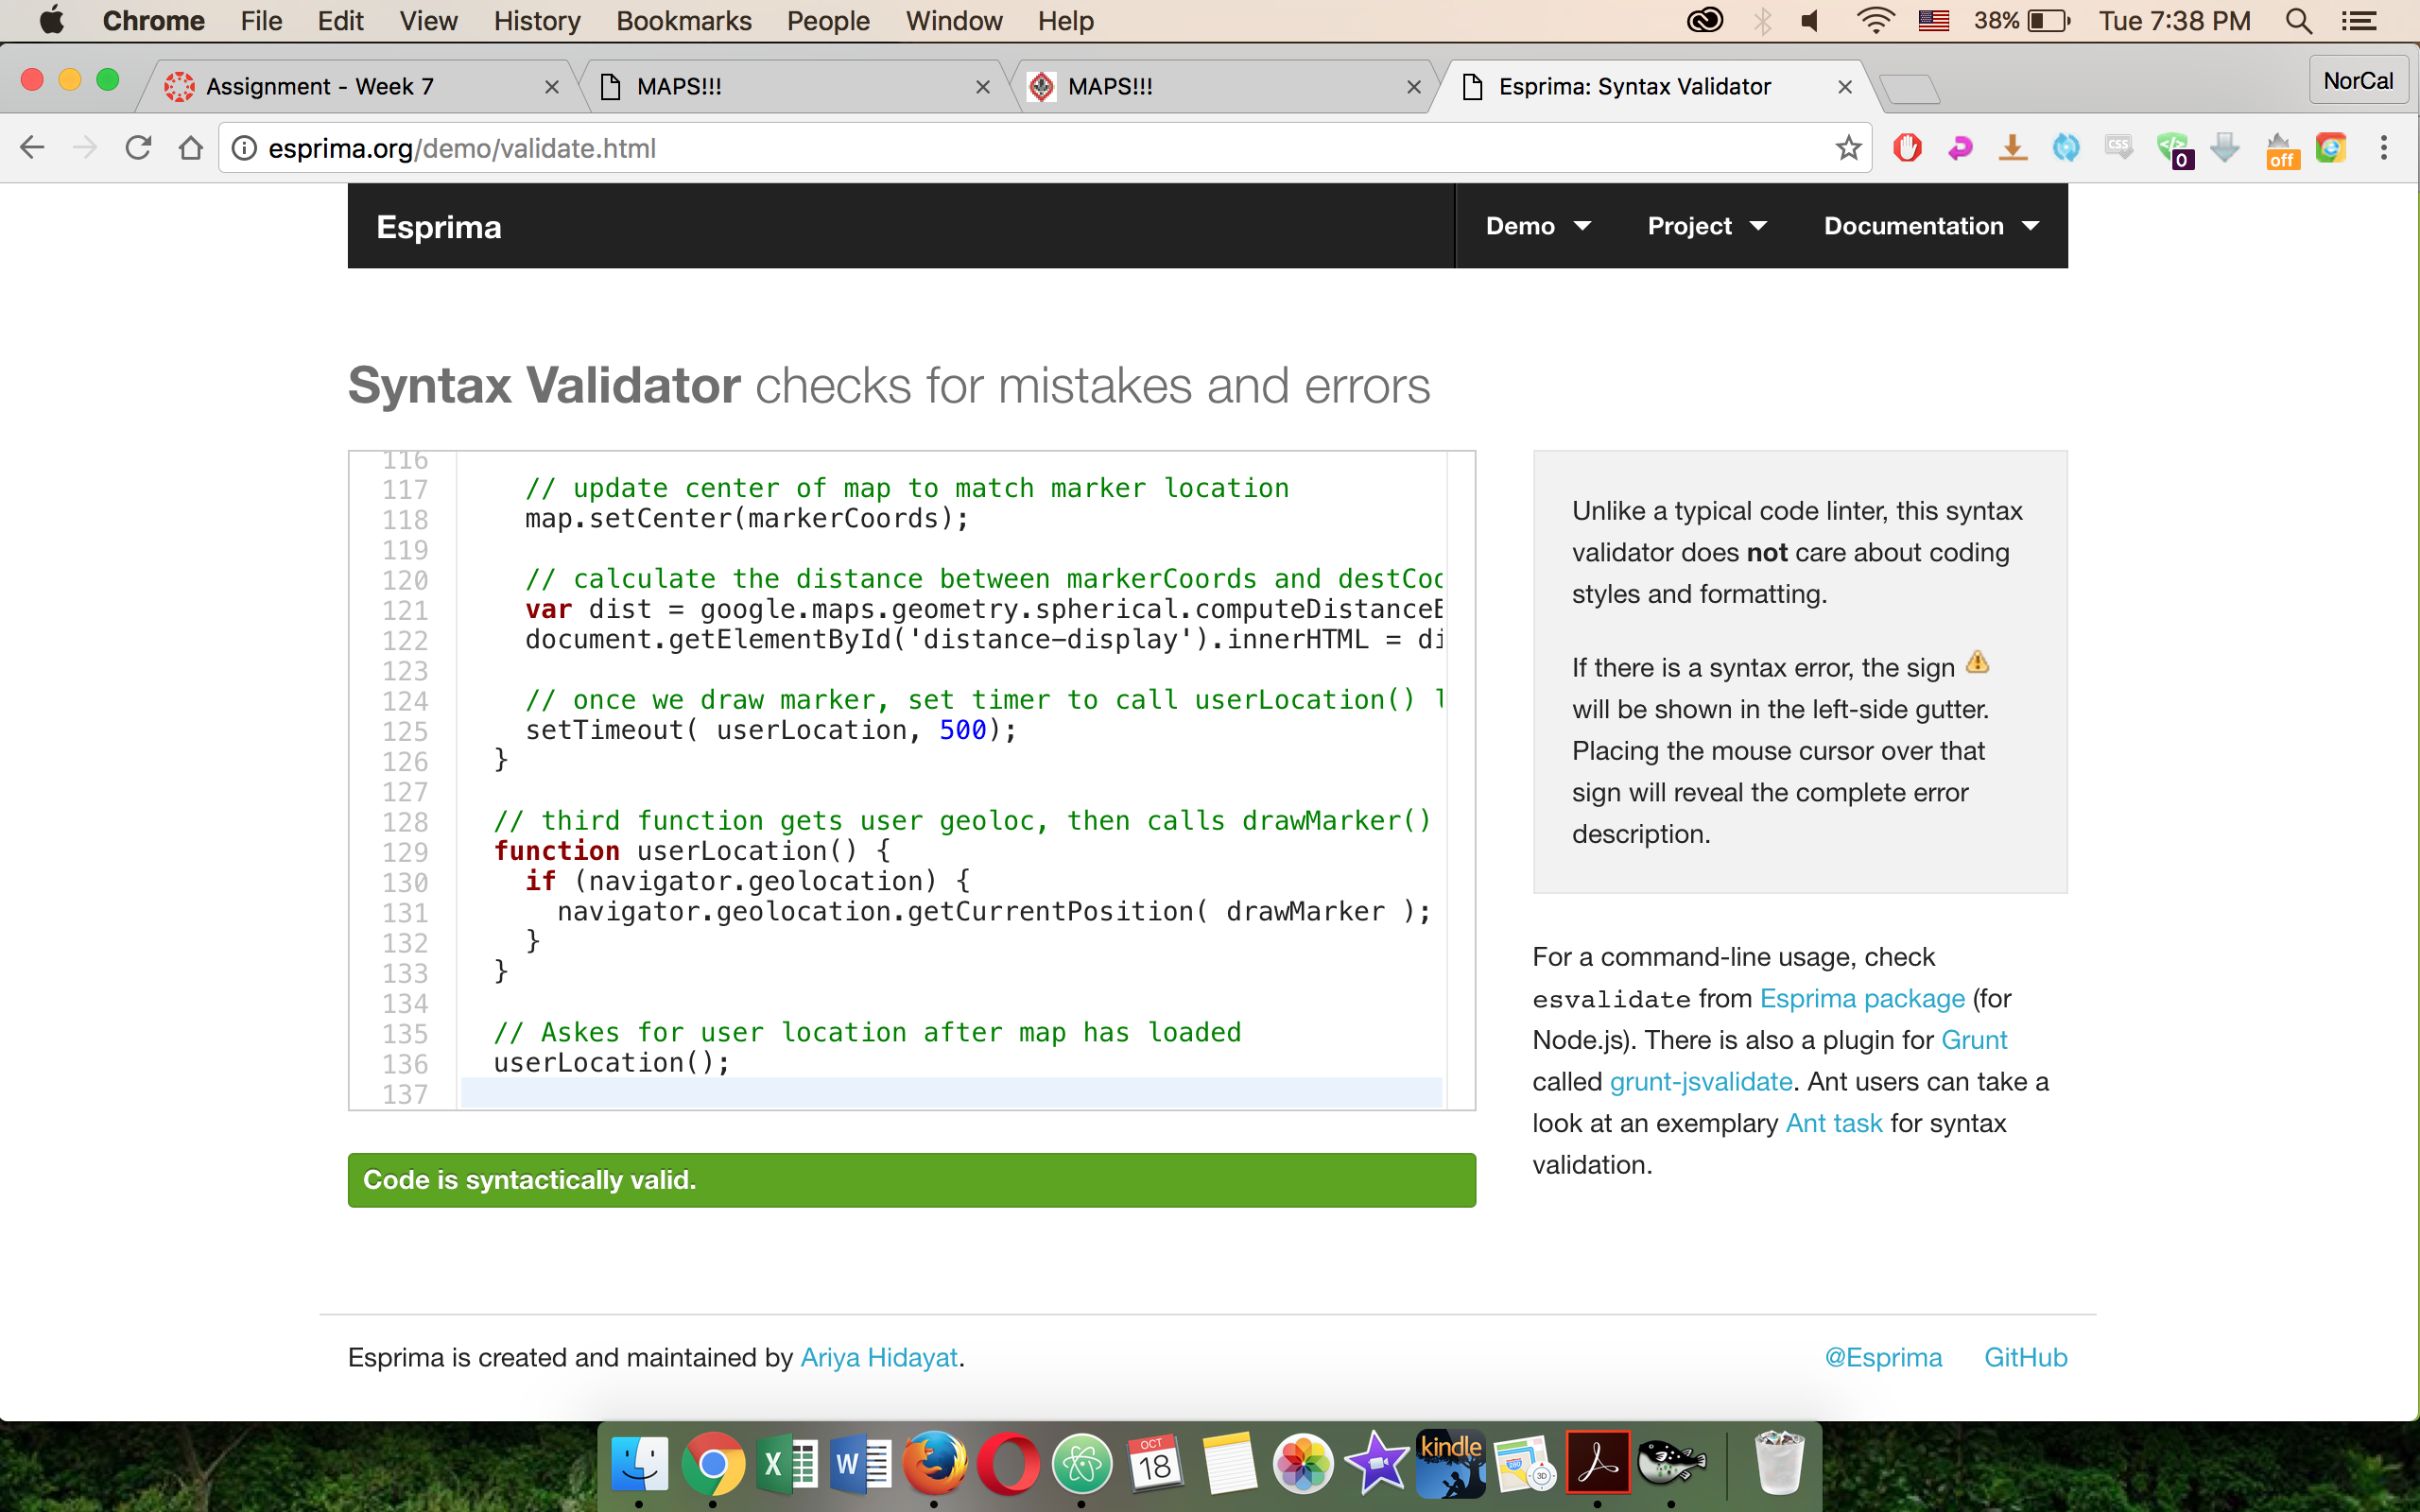 Chrome File Edit View History Bookmarks People Window Help 38% Tue 7:38 PM
Assignment - Week 7 MAPS!!! MAPS!!! Esprima: Syntax Validator NorCal
esprima.org/demo/validate.html CSS 0 off
Esprima Demo Project Documentation
Syntax Validator checks for mistakes and errors
116
117 // update center of map to match marker location
118 map.setCenter(markerCoords);
119
120 // calculate the distance between markerCoords and destCoo
121 var dist = google.maps.geometry.spherical.computeDistanceB
122 document.getElementById('distance-display').innerHTML = di
123
124 // once we draw marker, set timer to call userLocation() l
125 setTimeout( userLocation, 500);
126 }
127
128 // third function gets user geoloc, then calls drawMarker()
129 function userLocation() {
130 if (navigator.geolocation) {
131 navigator.geolocation.getCurrentPosition( drawMarker );
132 }
133 }
134
135 // Askes for user location after map has loaded
136 userLocation();
137
Code is syntactically valid.
Unlike a typical code linter, this syntax
validator does not care about coding
styles and formatting.
If there is a syntax error, the sign
will be shown in the left-side gutter.
Placing the mouse cursor over that
sign will reveal the complete error
description.
For a command-line usage, check
esvalidate from Esprima package (for
Node.js). There is also a plugin for Grunt
called grunt-jsvalidate. Ant users can take a
look at an exemplary Ant task for syntax
validation.
Esprima is created and maintained by Ariya Hidayat.
@Esprima GitHub
OCT
18
kindle
3D